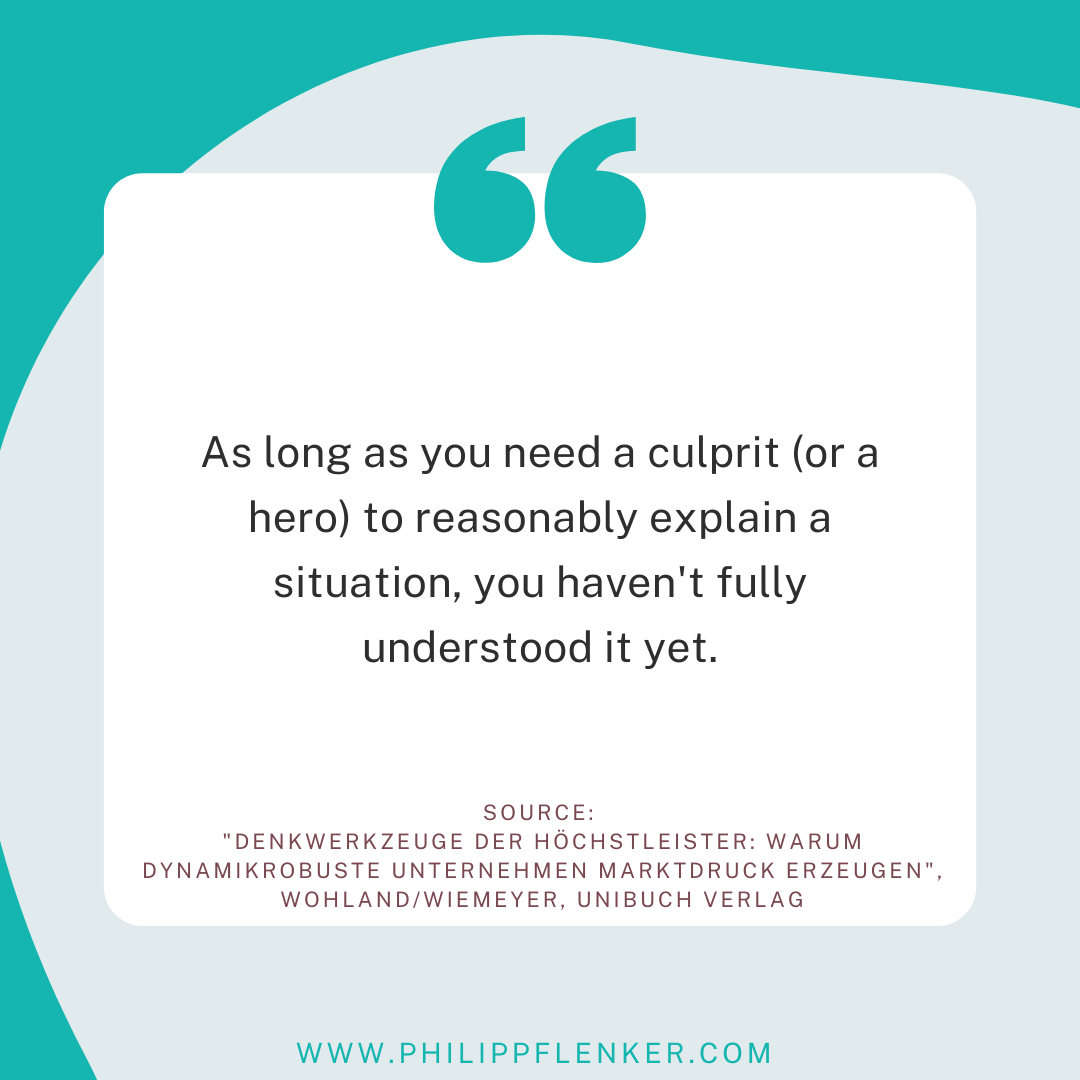 “
As long as you need a culprit (or a
hero) to reasonably explain a
situation, you haven't fully
understood it yet.
SOURCE:
"DENKWERKZEUGE DER HÖCHSTLEISTER: WARUM
DYNAMIKROBUSTE UNTERNEHMEN MARKTDRUCK ERZEUGEN",
WOHLAND/WIEMEYER, UNIBUCH VERLAG
WWW.PHILIPPFLENKER.COM